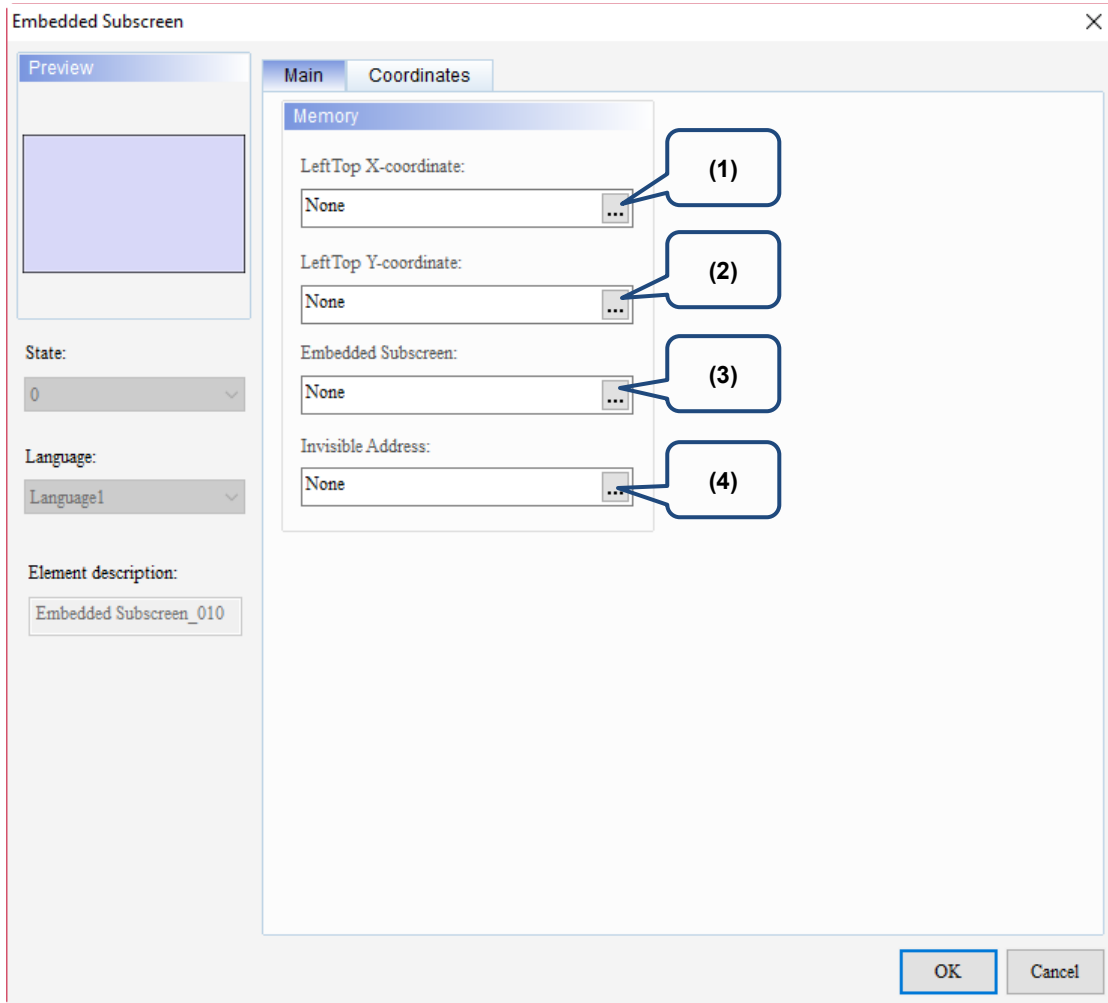 Embedded Subscreen
Preview
Main
Coordinates
Memory
LeftTop X-coordinate:
None
...
(1)
LeftTop Y-coordinate:
None
...
(2)
Embedded Subscreen:
None
...
(3)
Invisible Address:
None
...
(4)
State:
0
Language:
Language1
Element description:
Embedded Subscreen_010
OK
Cancel